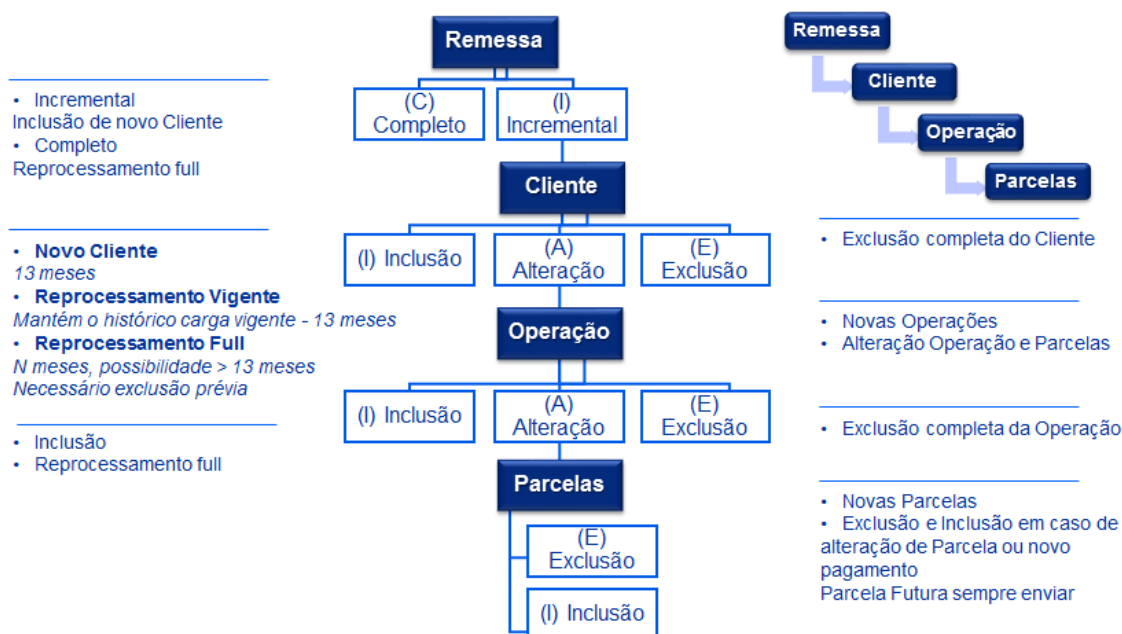 Remessa
(C)
Completo
(I)
Incremental
Cliente
(I) Inclusão
(A)
Alteração
(E)
Exclusão
Operação
(I) Inclusão
(A)
Alteração
(E)
Exclusão
Parcelas
(E)
Exclusão
(I) Inclusão
• Incremental
Inclusão de novo Cliente
• Completo
Reprocessamento full
• Novo Cliente
13 meses
• Reprocessamento Vigente
Mantém o histórico carga vigente - 13 meses
• Reprocessamento Full
N meses, possibilidade > 13 meses
Necessário exclusão prévia
• Inclusão
• Reprocessamento full
Remessa
Cliente
Operação
Parcelas
• Exclusão completa do Cliente
• Novas Operações
• Alteração Operação e Parcelas
• Exclusão completa da Operação
• Novas Parcelas
• Exclusão e Inclusão em caso de
alteração de Parcela ou novo
pagamento
Parcela Futura sempre enviar